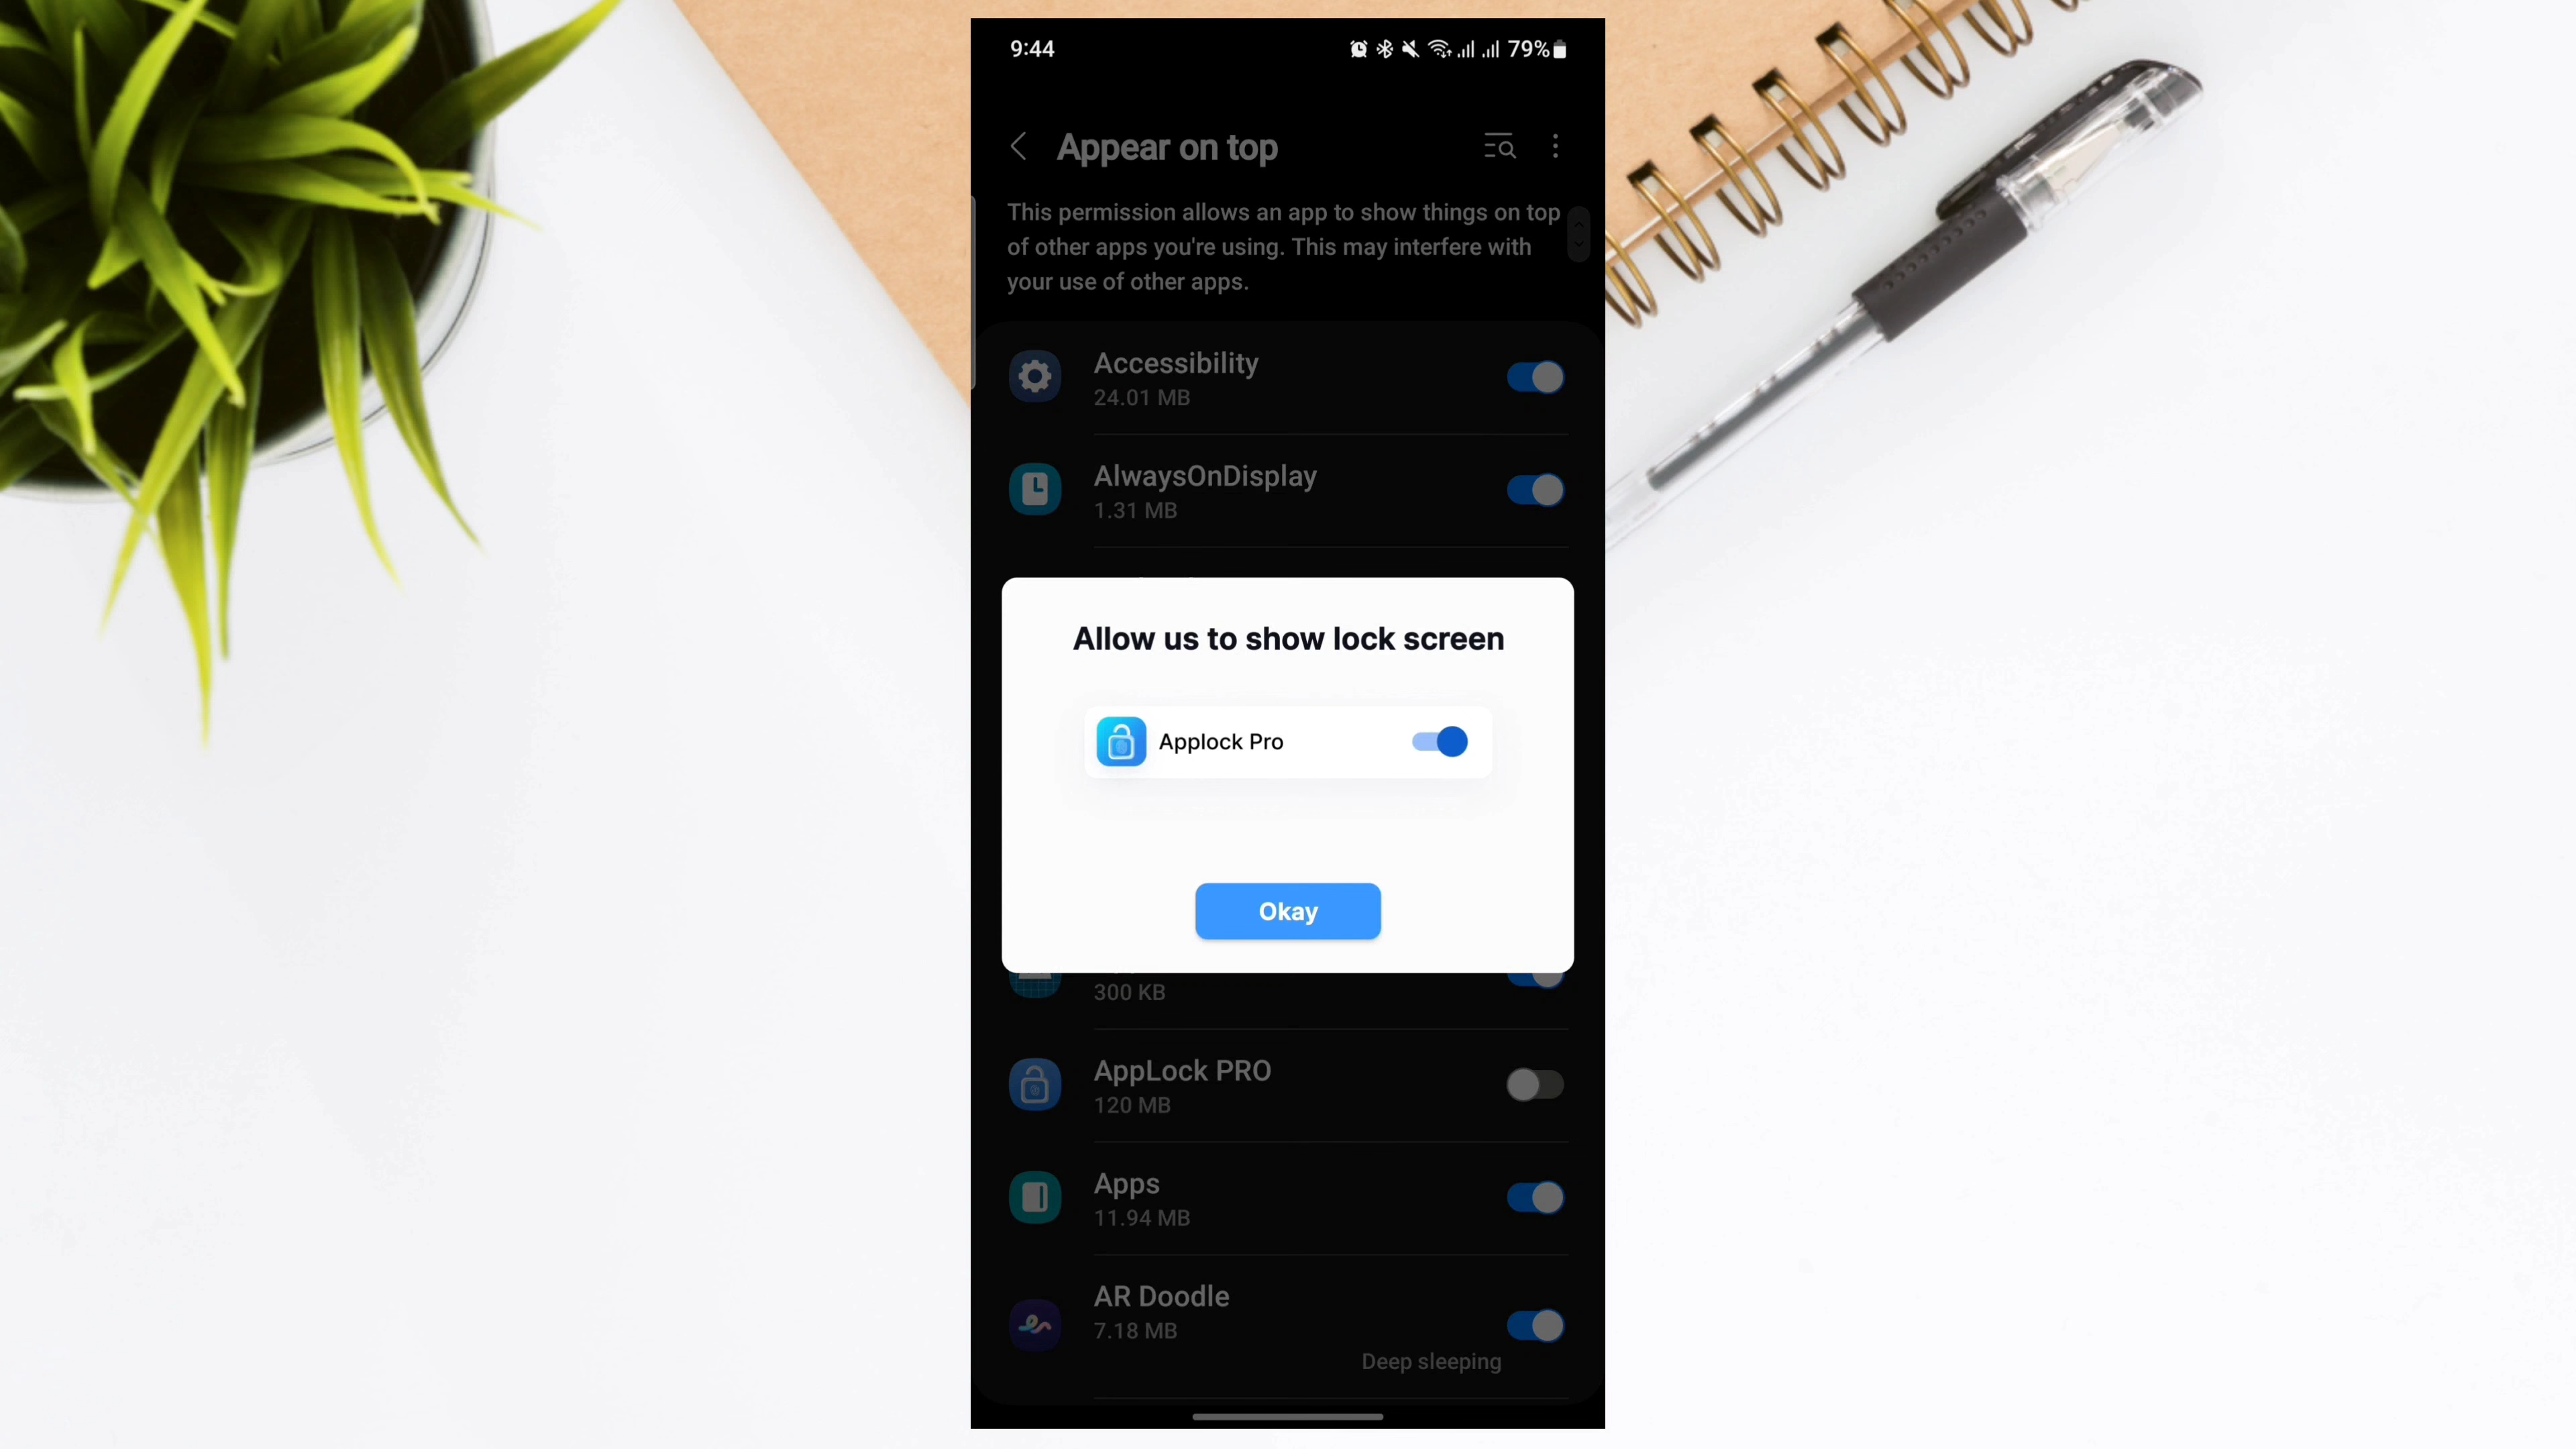 9:44
79%
Appear on top
This permission allows an app to show things on top
of other apps you're using. This may interfere with
your use of other apps.
Accessibility
24.01 MB
AlwaysOnDisplay
1.31 MB
Allow us to show lock screen
Applock Pro
Okay
300 KB
AppLock PRO
120 MB
Apps
11.94 MB
AR Doodle
7.18 MB
Deep sleeping